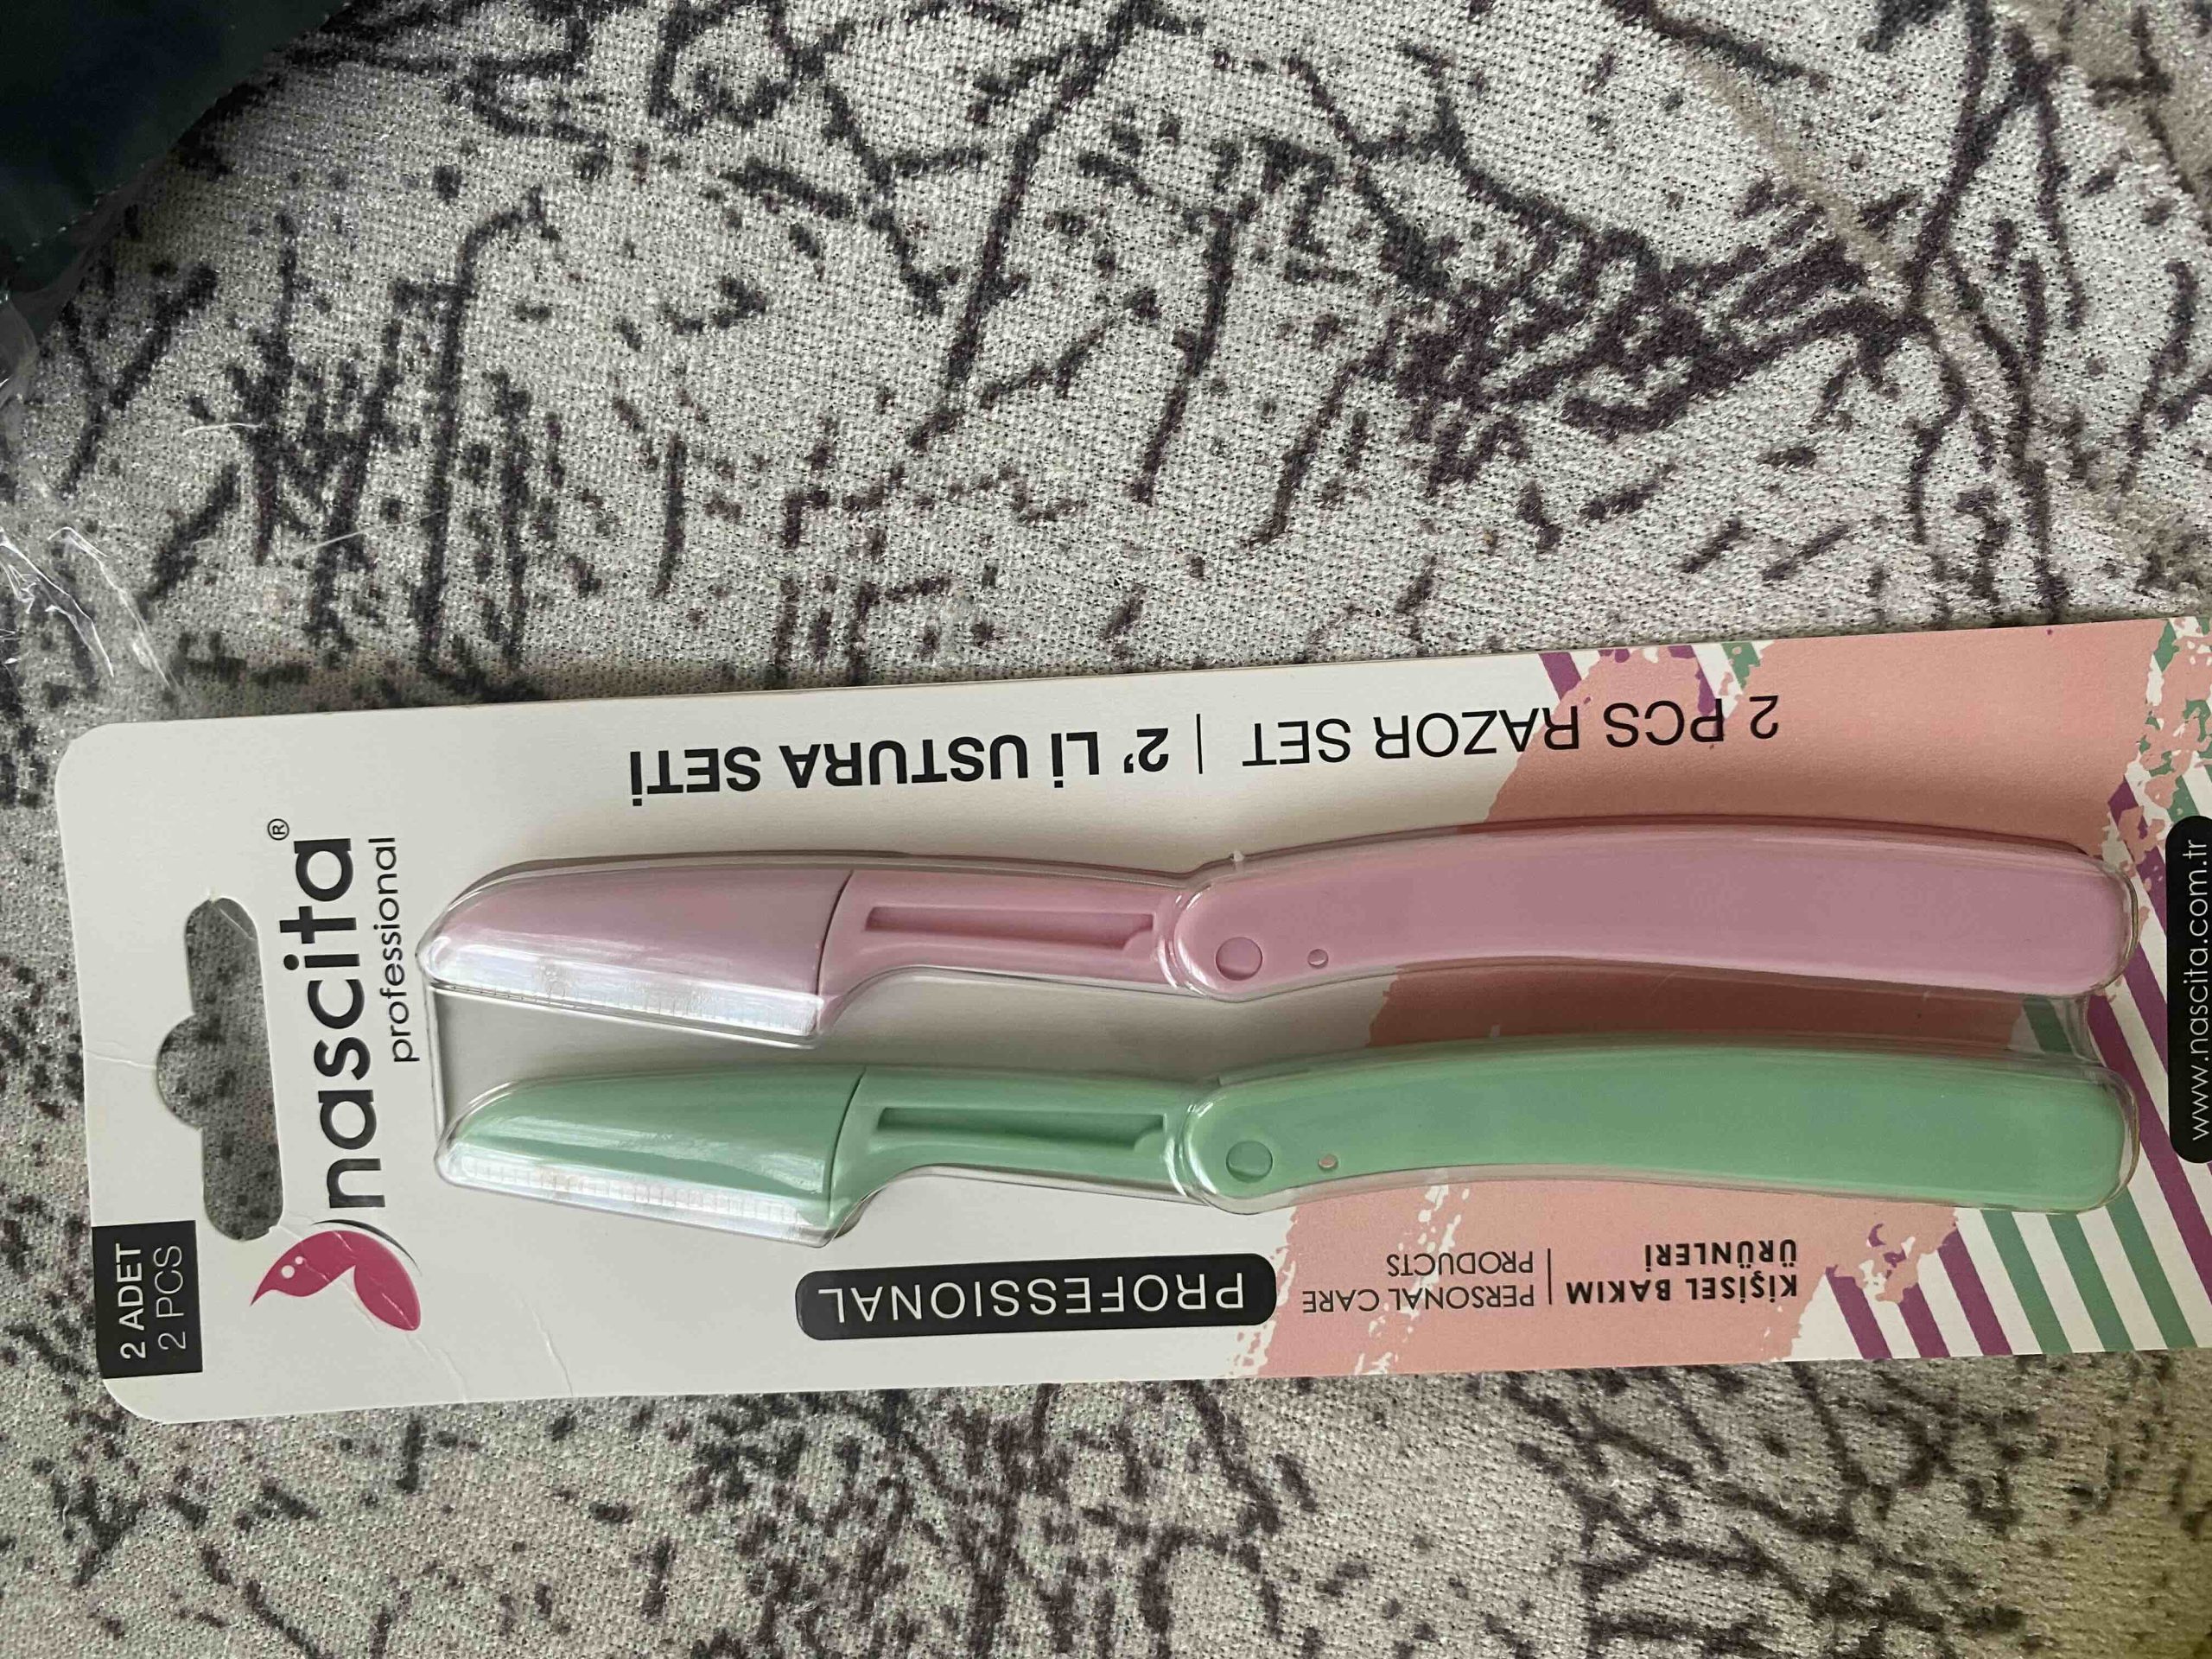 2 ADET
2 PCS
nascita®
professional
2 PCS RAZOR SET | 2' Lİ USTURA SETİ
PROFESSIONAL
KİŞİSEL BAKIM
ÜRÜNLERİ
PERSONAL CARE
PRODUCTS
www.nascita.com.tr